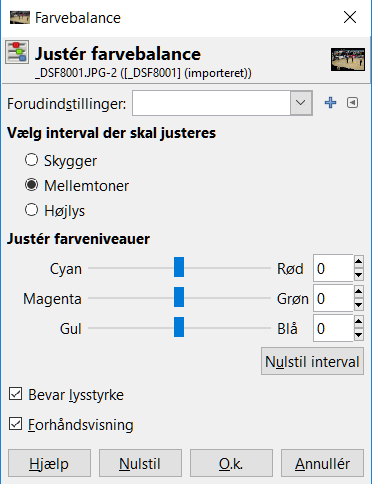 Farvebalance
Justér farvebalance
_DSF8001.JPG-2 ([_DSF8001] (importeret))
Forudindstillinger:
Vælg interval der skal justeres
Skygger
Mellemtoner
Højlys
Justér farveniveauer
Cyan Rød 0
Magenta Grøn 0
Gul Blå 0
Nulstil interval
Bevar lysstyrke
Forhåndsvisning
Hjælp Nulstil O.k. Annullér